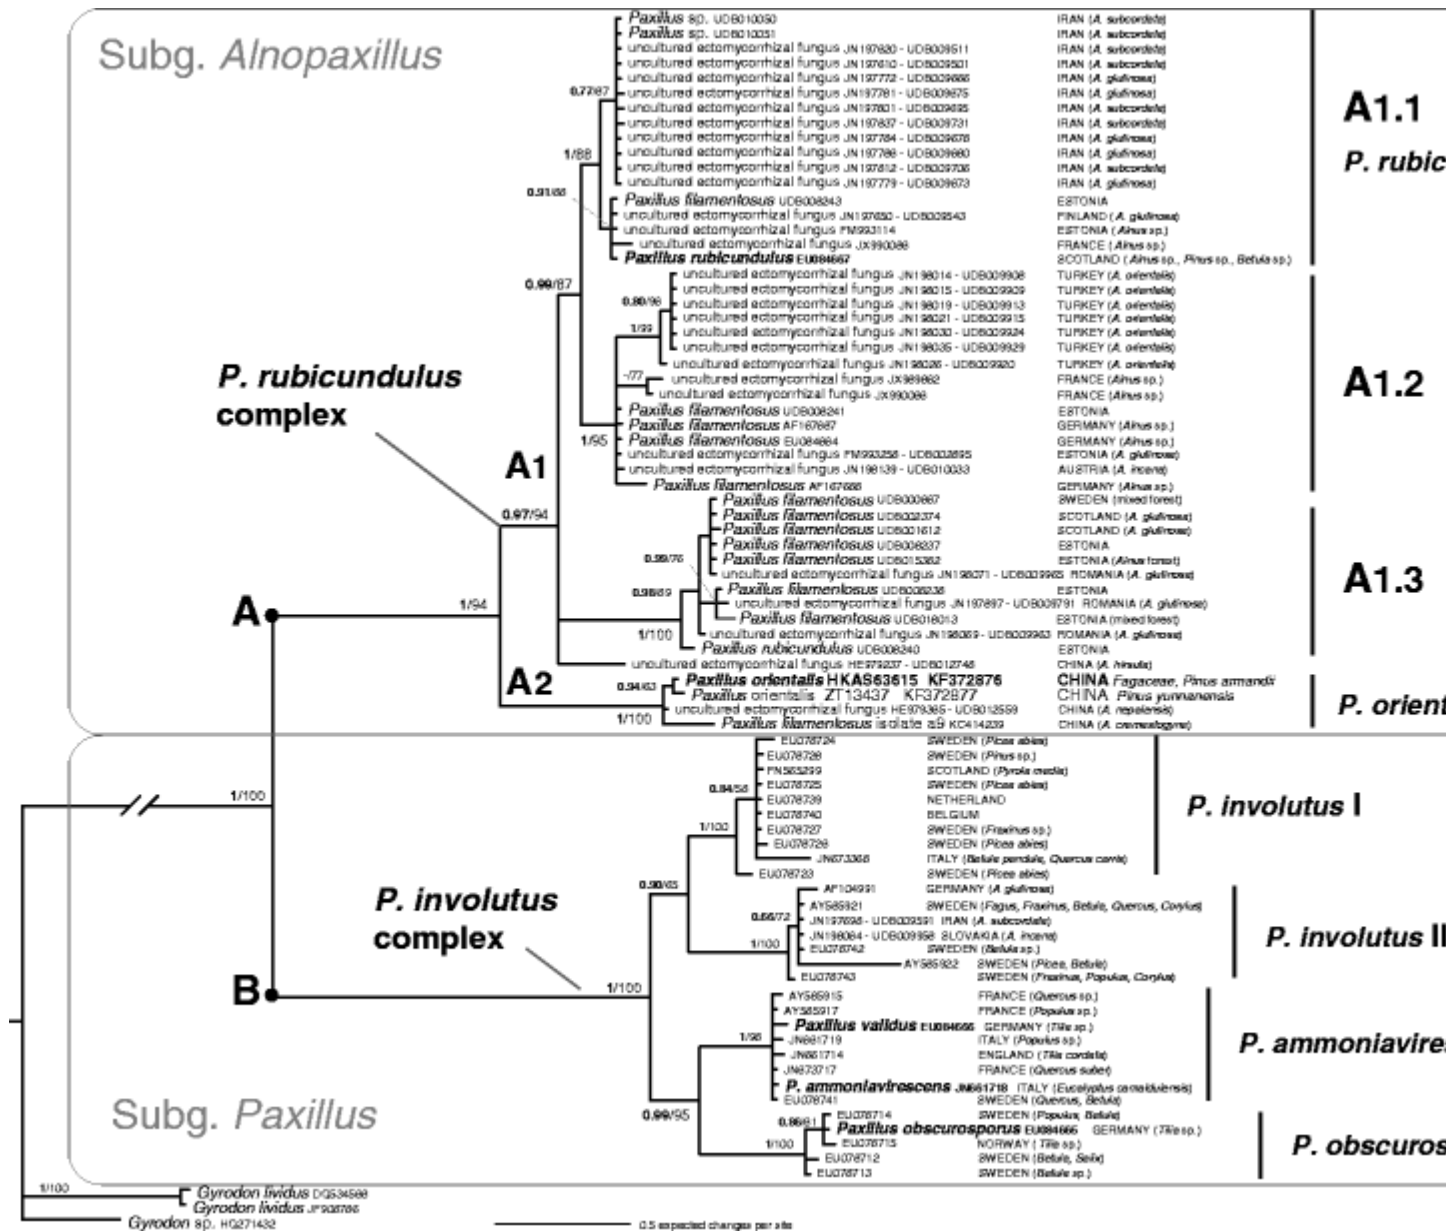 Subg. Alnopaxillus
Paxillus sp. UDB010050 IRAN (A. subcordata)
Paxillus sp. UDB010051 IRAN (A. subcordata)
uncultured ectomycorrhizal fungus JN197620 - UDB009511 IRAN (A. subcordata)
uncultured ectomycorrhizal fungus JN197610 - UDB009501 IRAN (A. subcordata)
uncultured ectomycorrhizal fungus JN197772 - UDB009666 IRAN (A. glutinosa)
uncultured ectomycorrhizal fungus JN197781 - UDB009675 IRAN (A. glutinosa)
uncultured ectomycorrhizal fungus JN197801 - UDB009695 IRAN (A. glutinosa)
uncultured ectomycorrhizal fungus JN197837 - UDB009731 IRAN (A. subcordata)
uncultured ectomycorrhizal fungus JN197784 - UDB009678 IRAN (A. glutinosa)
uncultured ectomycorrhizal fungus JN197786 - UDB009680 IRAN (A. glutinosa)
uncultured ectomycorrhizal fungus JN197812 - UDB009706 IRAN (A. subcordata)
uncultured ectomycorrhizal fungus JN197779 - UDB009673 IRAN (A. glutinosa)
0.77/87
1/88
0.91/88
A1.1
P. rubic
Paxillus filamentosus UDB008243 ESTONIA
uncultured ectomycorrhizal fungus JN197650 - UDB009543 FINLAND (A. glutinosa)
uncultured ectomycorrhizal fungus FM993114 ESTONIA (Alnus sp.)
uncultured ectomycorrhizal fungus JX990086 FRANCE (Alnus sp.)
Paxillus rubicundulus EU084667 SCOTLAND (Alnus sp., Pinus sp., Betula sp.)
0.99/87
uncultured ectomycorrhizal fungus JN198014 - UDB009908 TURKEY (A. orientalis)
uncultured ectomycorrhizal fungus JN198015 - UDB009909 TURKEY (A. orientalis)
uncultured ectomycorrhizal fungus JN198019 - UDB009913 TURKEY (A. orientalis)
uncultured ectomycorrhizal fungus JN198021 - UDB009915 TURKEY (A. orientalis)
uncultured ectomycorrhizal fungus JN198030 - UDB009924 TURKEY (A. orientalis)
uncultured ectomycorrhizal fungus JN198035 - UDB009929 TURKEY (A. orientalis)
uncultured ectomycorrhizal fungus JN198026 - UDB009920 TURKEY (A. orientalis)
0.80/96
1/99
-/77
1/95
A1.2
uncultured ectomycorrhizal fungus JX989862 FRANCE (Alnus sp.)
uncultured ectomycorrhizal fungus JX990088 FRANCE (Alnus sp.)
Paxillus filamentosus UDB008241 ESTONIA
Paxillus filamentosus AF167687 GERMANY (Alnus sp.)
Paxillus filamentosus EU084664 GERMANY (Alnus sp.)
uncultured ectomycorrhizal fungus FM993258 - UDB002695 ESTONIA (A. glutinosa)
uncultured ectomycorrhizal fungus JN198139 - UDB010033 AUSTRIA (A. incana)
Paxillus filamentosus AF167688 GERMANY (Alnus sp.)
P. rubicundulus
complex
A1
0.97/94
Paxillus filamentosus UDB000867 SWEDEN (mixed forest)
Paxillus filamentosus UDB002374 SCOTLAND (A. glutinosa)
Paxillus filamentosus UDB001612 SCOTLAND (A. glutinosa)
Paxillus filamentosus UDB008237 ESTONIA
Paxillus filamentosus UDB015362 ESTONIA (Alnus forest)
uncultured ectomycorrhizal fungus JN198071 - UDB009965 ROMANIA (A. glutinosa)
Paxillus filamentosus UDB008238 ESTONIA
uncultured ectomycorrhizal fungus JN197897 - UDB009791 ROMANIA (A. glutinosa)
Paxillus filamentosus UDB016013 ESTONIA (mixed forest)
uncultured ectomycorrhizal fungus JN198069 - UDB009963 ROMANIA (A. glutinosa)
Paxillus rubicundulus UDB008240 ESTONIA
0.99/76
0.98/89
1/100
A1.3
A
1/94
uncultured ectomycorrhizal fungus HE979237 - UDB012748 CHINA (A. hirsuta)
A2
0.94/63
1/100
Paxillus orientalis HKAS63615 KF372876 CHINA Fagaceae, Pinus armandii
Paxillus orientalis ZT13437 KF372877 CHINA Pinus yunnanensis
uncultured ectomycorrhizal fungus HE979365 - UDB012559 CHINA (A. nepalensis)
Paxillus filamentosus isolate a9 KC414239 CHINA (A. cremastogyne)
P. orient
1/100
EU078724 SWEDEN (Picea abies)
EU078728 SWEDEN (Pinus sp.)
FN565299 SCOTLAND (Pyrola media)
EU078725 SWEDEN (Picea abies)
EU078739 NETHERLAND
EU078740 BELGIUM
EU078727 SWEDEN (Fraxinus sp.)
EU078726 SWEDEN (Picea abies)
JN673366 ITALY (Betula pendula, Quercus cerris)
EU078723 SWEDEN (Picea abies)
0.84/58
1/100
P. involutus I
0.90/65
P. involutus
complex
AF104991 GERMANY (A. glutinosa)
AY585921 SWEDEN (Fagus, Fraxinus, Betula, Quercus, Corylus)
JN197698 - UDB009591 IRAN (A. subcordata)
JN198064 - UDB009958 SLOVAKIA (A. incana)
EU078742 SWEDEN (Betula sp.)
AY585922 SWEDEN (Picea, Betula)
EU078743 SWEDEN (Fraxinus, Populus, Corylus)
0.66/72
1/100
P. involutus II
B
1/100
AY585915 FRANCE (Quercus sp.)
AY585917 FRANCE (Populus sp.)
Paxillus validus EU084666 GERMANY (Tilia sp.)
JN661719 ITALY (Populus sp.)
JN661714 ENGLAND (Tilia cordata)
JN673717 FRANCE (Quercus suber)
P. ammoniavirescens JN661718 ITALY (Eucalyptus camaldulensis)
EU078741 SWEDEN (Quercus, Betula)
1/98
P. ammoniavires
0.99/95
Subg. Paxillus
EU078714 SWEDEN (Populus, Betula)
Paxillus obscurosporus EU084665 GERMANY (Tilia sp.)
EU078715 NORWAY (Tilia sp.)
EU078712 SWEDEN (Betula, Salix)
EU078713 SWEDEN (Betula sp.)
1/100
P. obscuros
1/100
Gyrodon lividus DQ534568
Gyrodon lividus
Gyrodon sp. HQ271432
0.5 expected changes per site